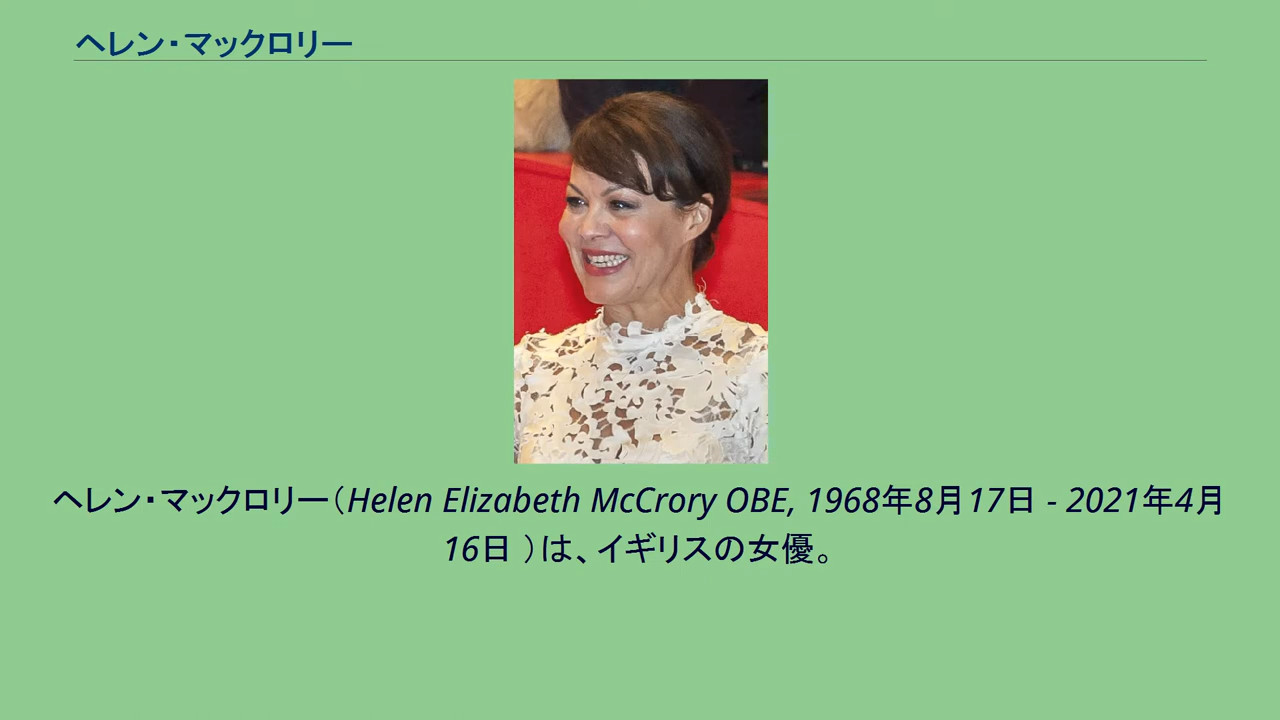 ヘレン・マックロリー
ヘレン・マックロリー（Helen Elizabeth McCrory OBE, 1968年8月17日 - 2021年4月
16日 ）は、イギリスの女優。